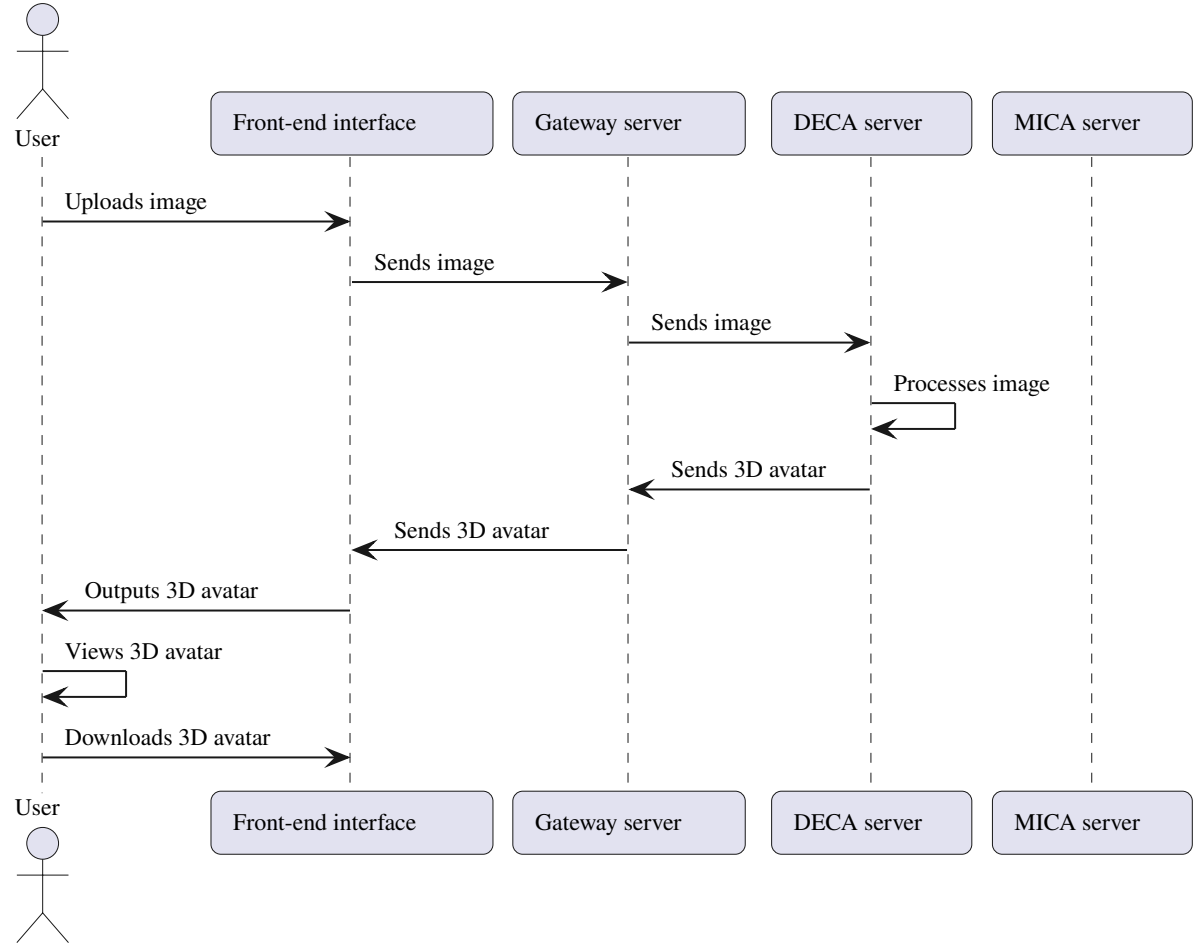 User
Front-end interface
Gateway server
DECA server
MICA server
Uploads image
Sends image
Sends image
Processes image
Sends 3D avatar
Sends 3D avatar
Outputs 3D avatar
Views 3D avatar
Downloads 3D avatar
User
Front-end interface
Gateway server
DECA server
MICA server